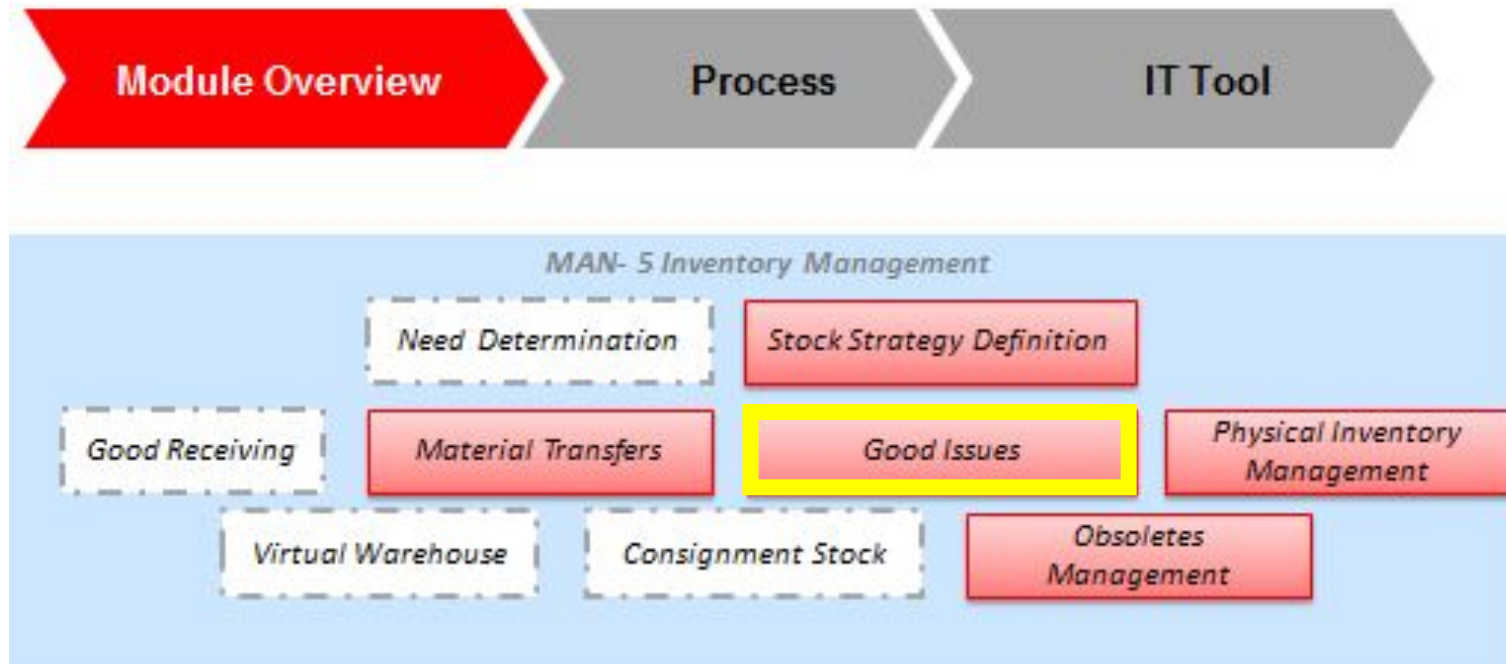 Module Overview
Process
IT Tool
MAN- 5 Inventory Management
Need Determination
Stock Strategy Definition
Good Receiving
Material Transfers
Good Issues
Physical Inventory
Management
Virtual Warehouse
Consignment Stock
Obsoletes
Management